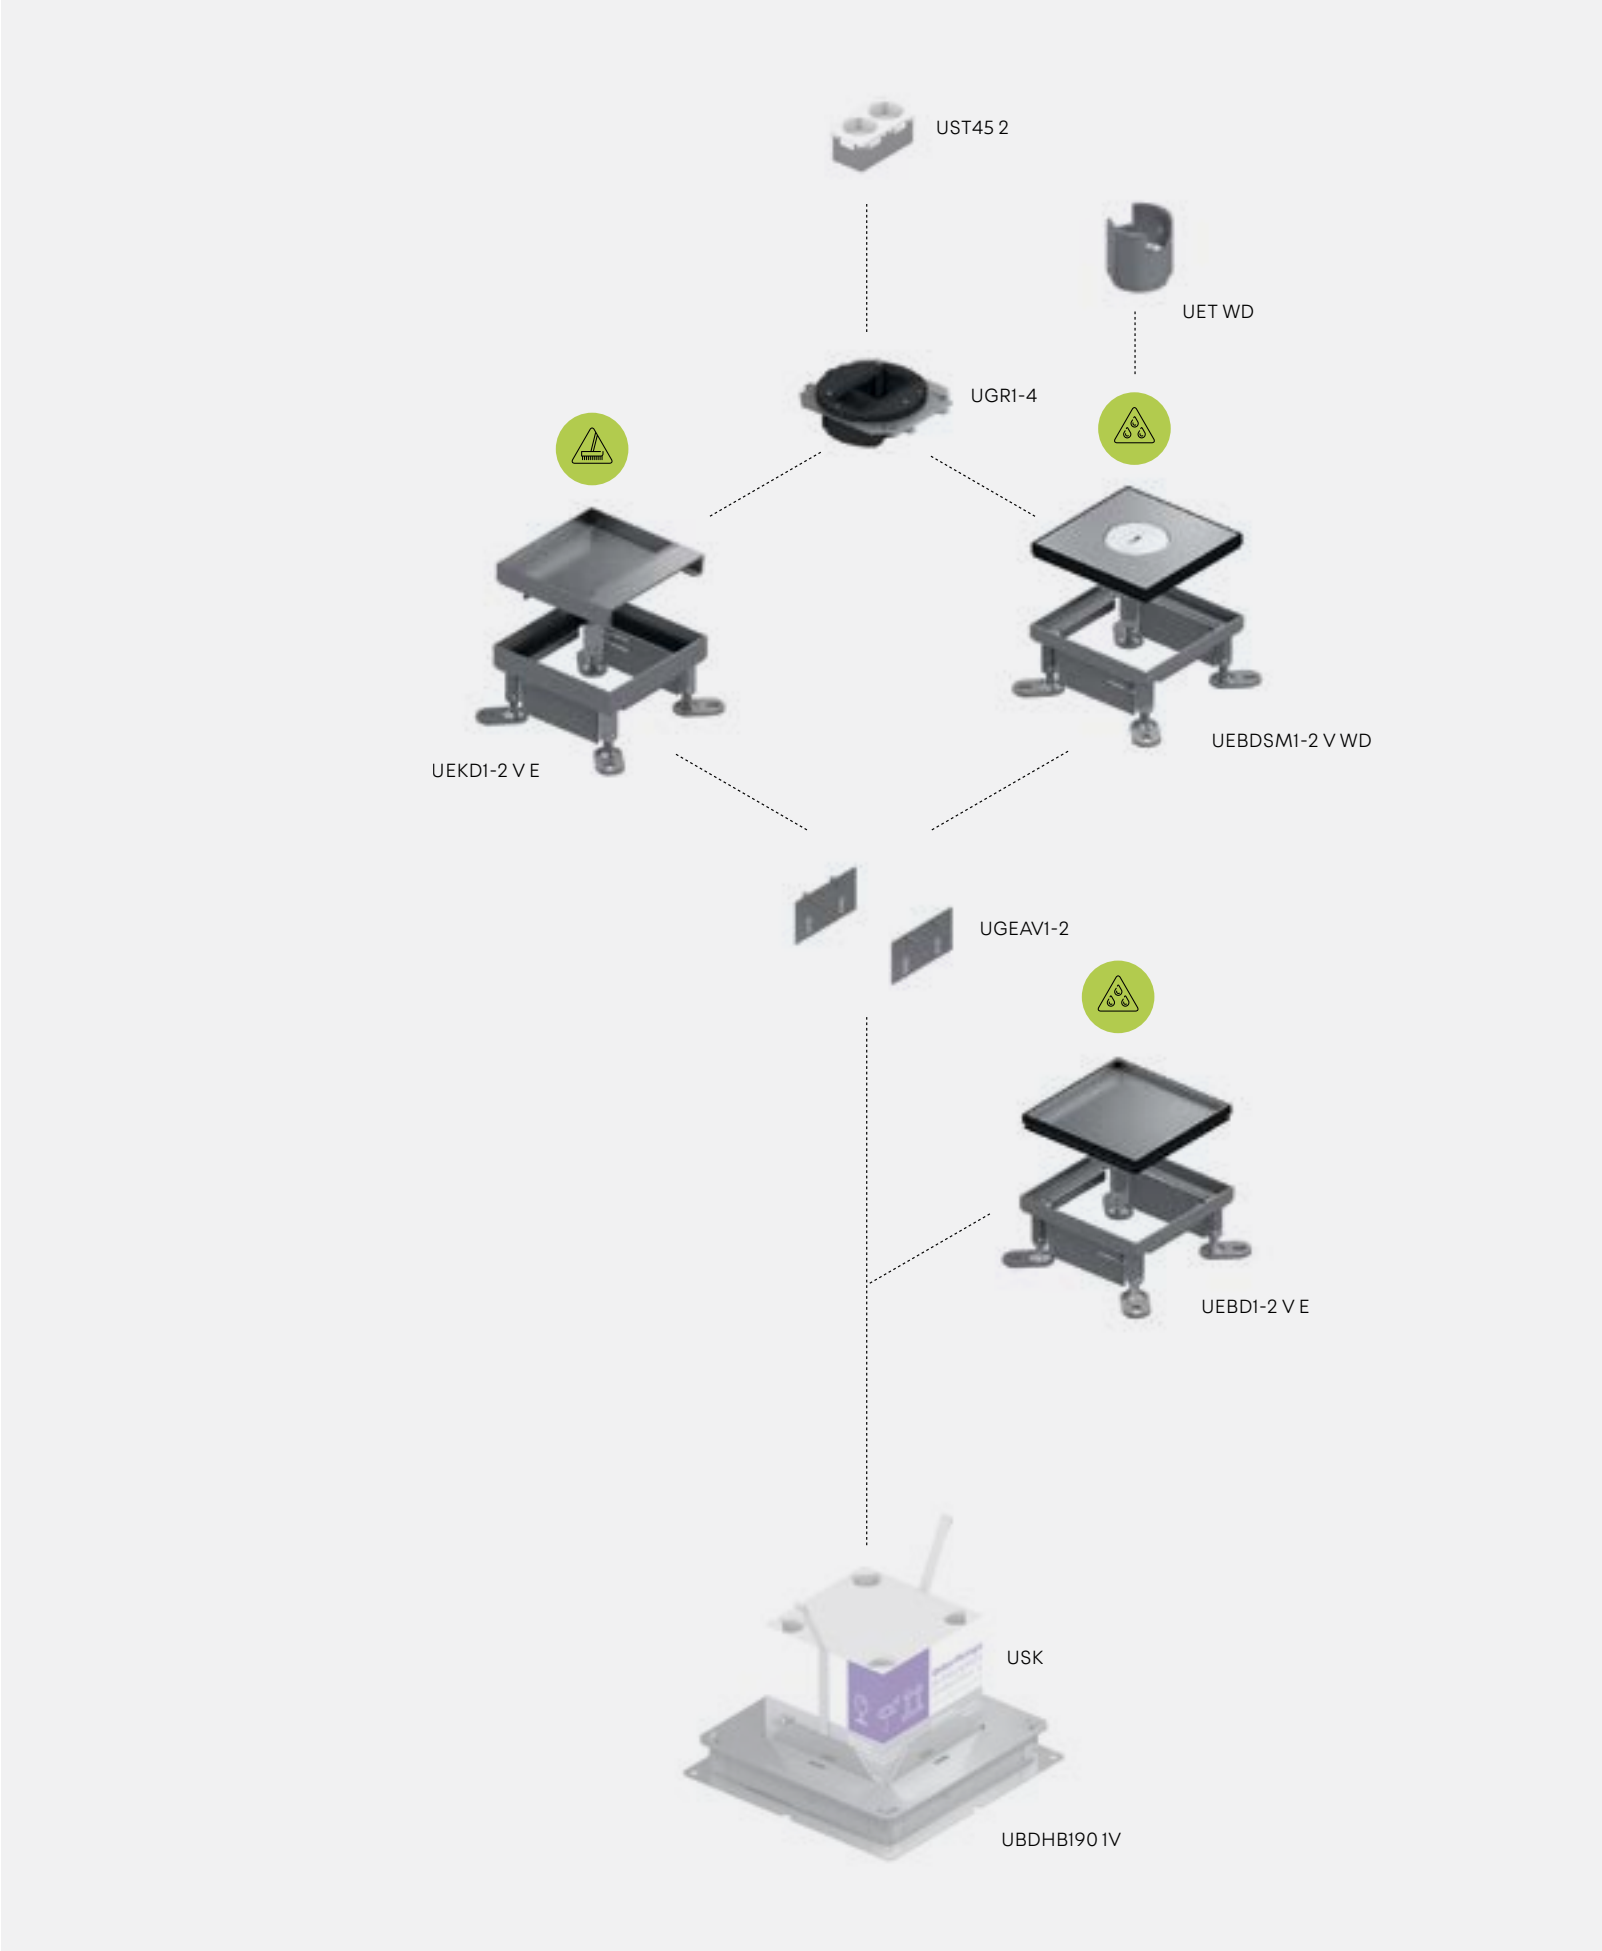 UST45 2
UET WD
UGR1-4
UEBDSM1-2 V WD
UEKD1-2 V E
UGEAV1-2
UEBD1-2 V E
USK
UBDHB190 1V